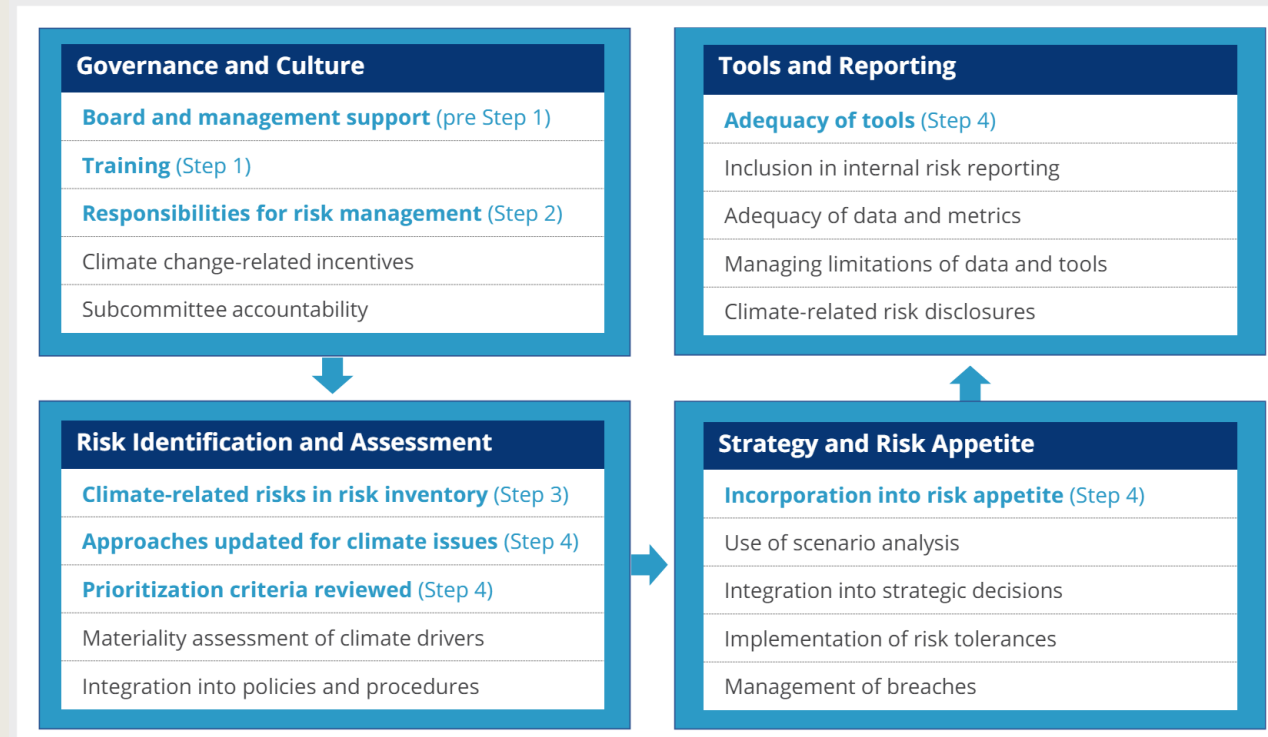 Governance and Culture
Board and management support (pre Step 1)
Training (Step 1)
Responsibilities for risk management (Step 2)
Climate change-related incentives
Subcommittee accountability
Risk Identification and Assessment
Climate-related risks in risk inventory (Step 3)
Approaches updated for climate issues (Step 4)
Prioritization criteria reviewed (Step 4)
Materiality assessment of climate drivers
Integration into policies and procedures
Strategy and Risk Appetite
Incorporation into risk appetite (Step 4)
Use of scenario analysis
Integration into strategic decisions
Implementation of risk tolerances
Management of breaches
Tools and Reporting
Adequacy of tools (Step 4)
Inclusion in internal risk reporting
Adequacy of data and metrics
Managing limitations of data and tools
Climate-related risk disclosures